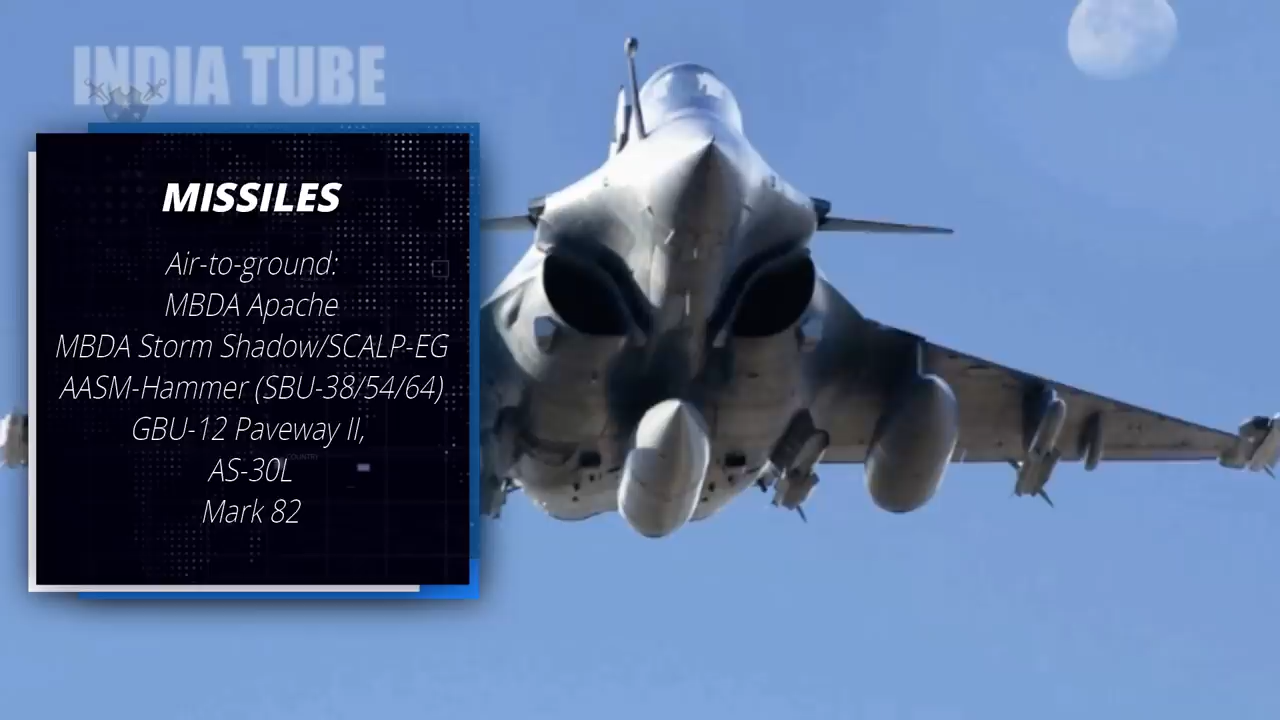 INDIA TUBE
MISSILES
Air-to-ground:
MBDA Apache
MBDA Storm Shadow/SCALP-EG
AASM-Hammer (SBU-38/54/64)
GBU-12 Paveway II,
AS-30L
Mark 82